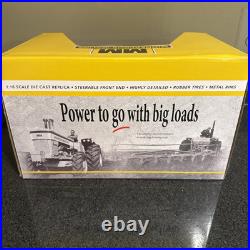 MM
1:16 SCALE DIE CAST REPLICA • STEERABLE FRONT END • HIGHLY DETAILED • RUBBER TIRES • METAL RIMS
Power to go with big loads